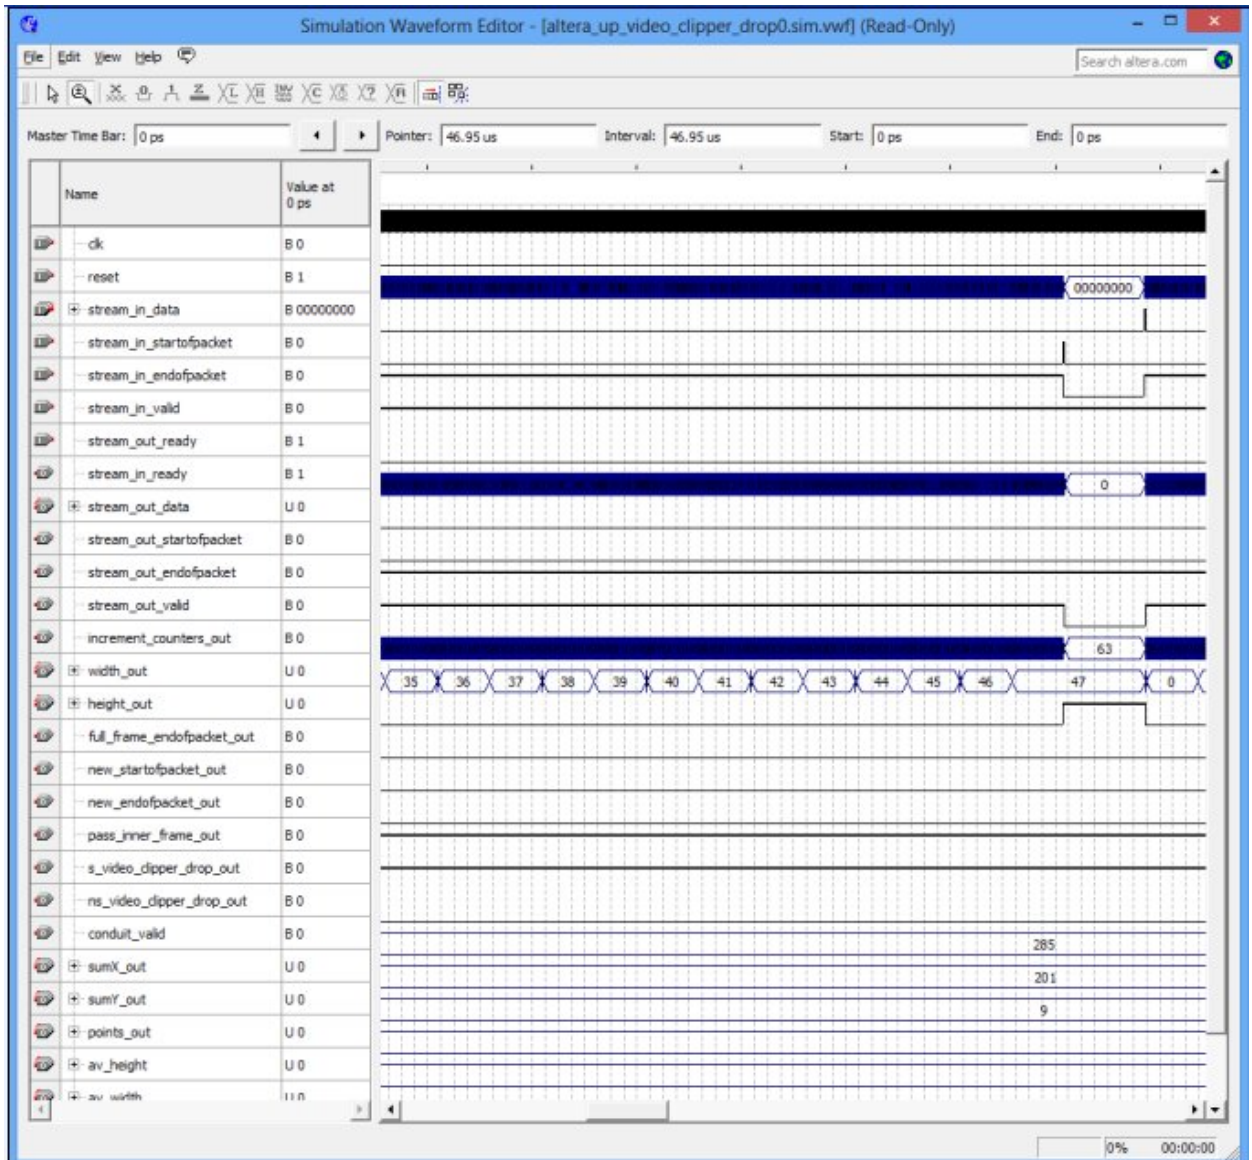 Simulation Waveform Editor - [altera_up_video_clipper_drop0.sim.vwf] (Read-Only)
File Edit View Help
Search altera.com
Master Time Bar: 0 ps Pointer: 46.95 us Interval: 46.95 us Start: 0 ps End: 0 ps
Name Value at 0 ps
clk B 0
reset B 1
00000000
stream_in_data B 00000000
stream_in_startofpacket B 0
stream_in_endofpacket B 0
stream_in_valid B 0
stream_out_ready B 1
stream_in_ready B 1
0
stream_out_data U 0
stream_out_startofpacket B 0
stream_out_endofpacket B 0
stream_out_valid B 0
increment_counters_out B 0
63
width_out U 0
35 36 37 38 39 40 41 42 43 44 45 46 47 0
height_out U 0
full_frame_endofpacket_out B 0
new_startofpacket_out B 0
new_endofpacket_out B 0
pass_inner_frame_out B 0
s_video_clipper_drop_out B 0
ns_video_clipper_drop_out B 0
conduit_valid B 0
285
sumX_out U 0
201
sumY_out U 0
9
points_out U 0
av_height U 0
av_width U 0
0% 00:00:00